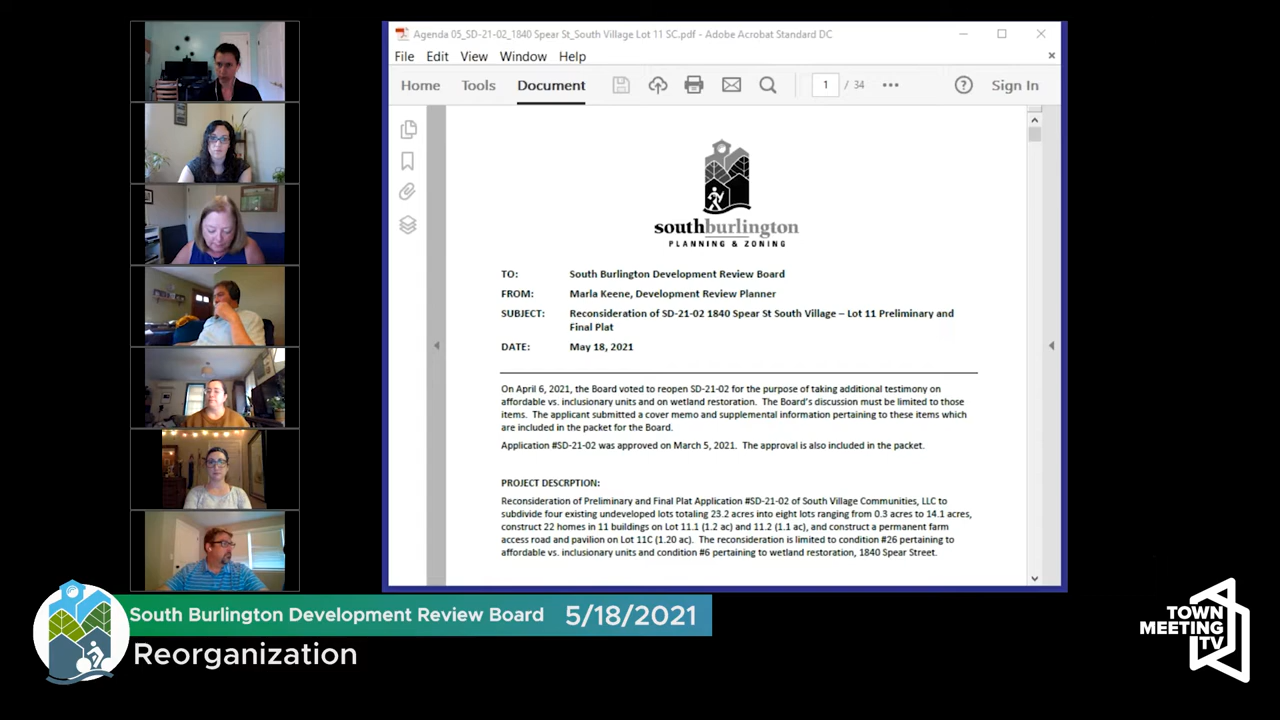 Agenda 05_SD-21-02_1840 Spear St_South Village Lot 11 SC.pdf - Adobe Acrobat Standard DC
File Edit View Window Help
Home Tools Document 1 / 34 Sign In
southburlington
PLANNING & ZONING
TO: South Burlington Development Review Board
FROM: Marla Keene, Development Review Planner
SUBJECT: Reconsideration of SD-21-02 1840 Spear St South Village – Lot 11 Preliminary and
Final Plat
DATE: May 18, 2021
On April 6, 2021, the Board voted to reopen SD-21-02 for the purpose of taking additional testimony on
affordable vs. inclusionary units and on wetland restoration. The Board's discussion must be limited to those
items. The applicant submitted a cover memo and supplemental information pertaining to these items which
are included in the packet for the Board.
Application #SD-21-02 was approved on March 5, 2021. The approval is also included in the packet.
PROJECT DESCRPTION:
Reconsideration of Preliminary and Final Plat Application #SD-21-02 of South Village Communities, LLC to
subdivide four existing undeveloped lots totaling 23.2 acres into eight lots ranging from 0.3 acres to 14.1 acres,
construct 22 homes in 11 buildings on Lot 11.1 (1.2 ac) and 11.2 (1.1 ac), and construct a permanent farm
access road and pavilion on Lot 11C (1.20 ac). The reconsideration is limited to condition #26 pertaining to
affordable vs. inclusionary units and condition #6 pertaining to wetland restoration, 1840 Spear Street.
South Burlington Development Review Board 5/18/2021
Reorganization
TOWN
MEETING
TV